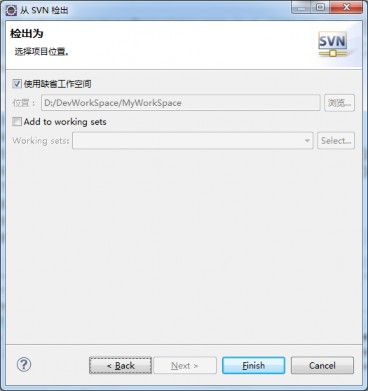 从 SVN 检出
检出为
选择项目位置。
SVN
使用缺省工作空间
位置： D:/DevWorkSpace/MyWorkSpace 浏览...
Add to working sets
Working sets: Select...
? < Back Next > Finish Cancel